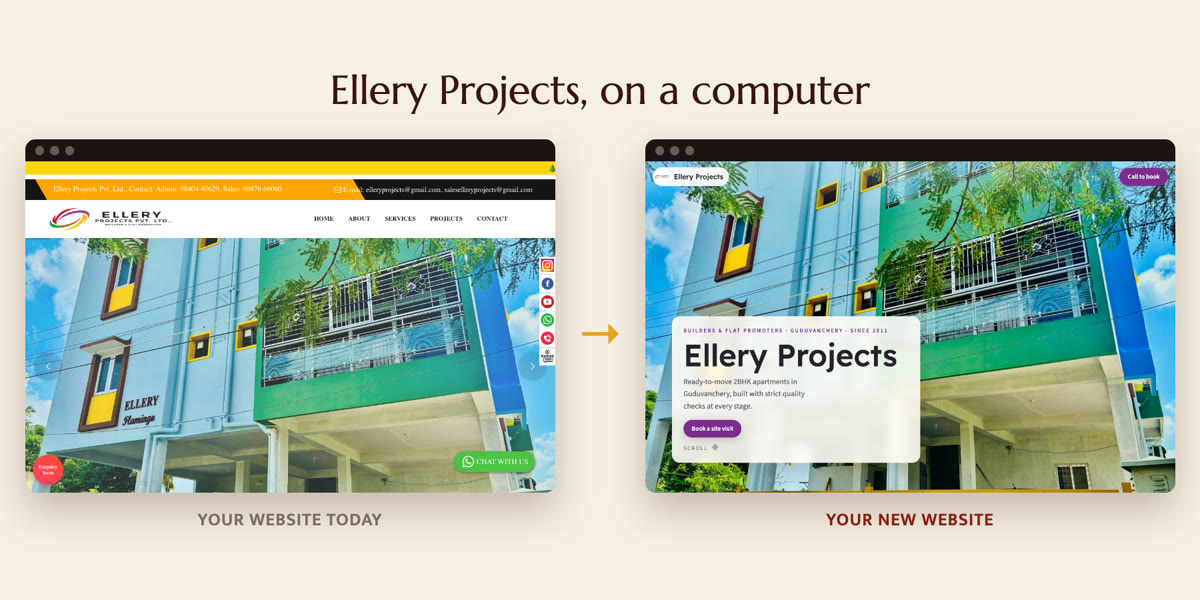 Ellery Projects, on a computer
Ellery Projects Pvt. Ltd., Contact: Admin: 98404 40629, Sales: 90870 66060
E-mail: elleryprojects@gmail.com, saleselleryprojects@gmail.com
ELLERY
PROJECTS PVT. LTD.,
BUILDERS & FLAT PROMOTERS
HOME ABOUT SERVICES PROJECTS CONTACT
ELLERY
Flamingo
Enquiry
form
CHAT WITH US
YOUR WEBSITE TODAY
Ellery Projects
Call to book
BUILDERS & FLAT PROMOTERS · GUDUVANCHERY · SINCE 2011
Ellery Projects
Ready-to-move 2BHK apartments in
Guduvanchery, built with strict quality
checks at every stage.
Book a site visit
SCROLL
YOUR NEW WEBSITE